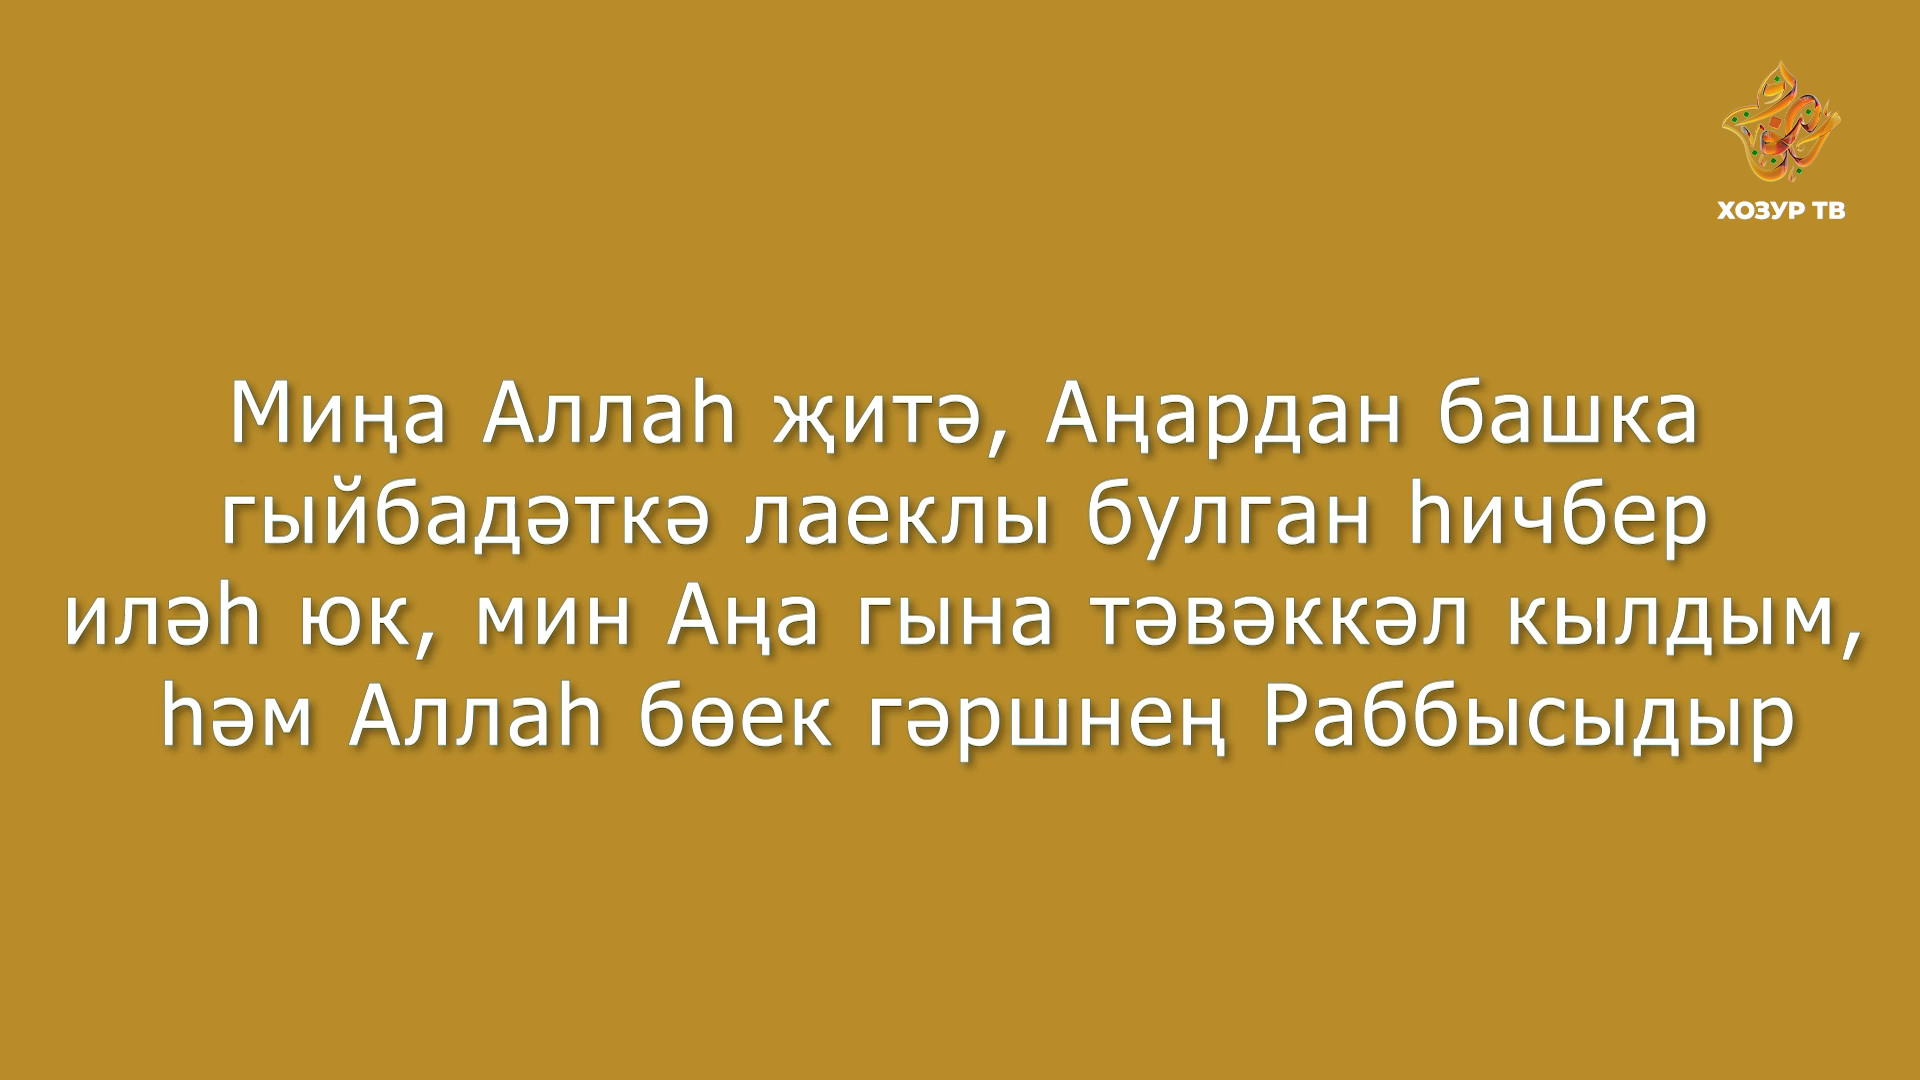 ХОЗУР ТВ
Миңа Аллаһ җитә, Аңардан башка
гыйбадәткә лаеклы булган һичбер
иләһ юк, мин Аңа гына тәвәккәл кылдым,
һәм Аллаһ бөек гәршнең Раббысыдыр